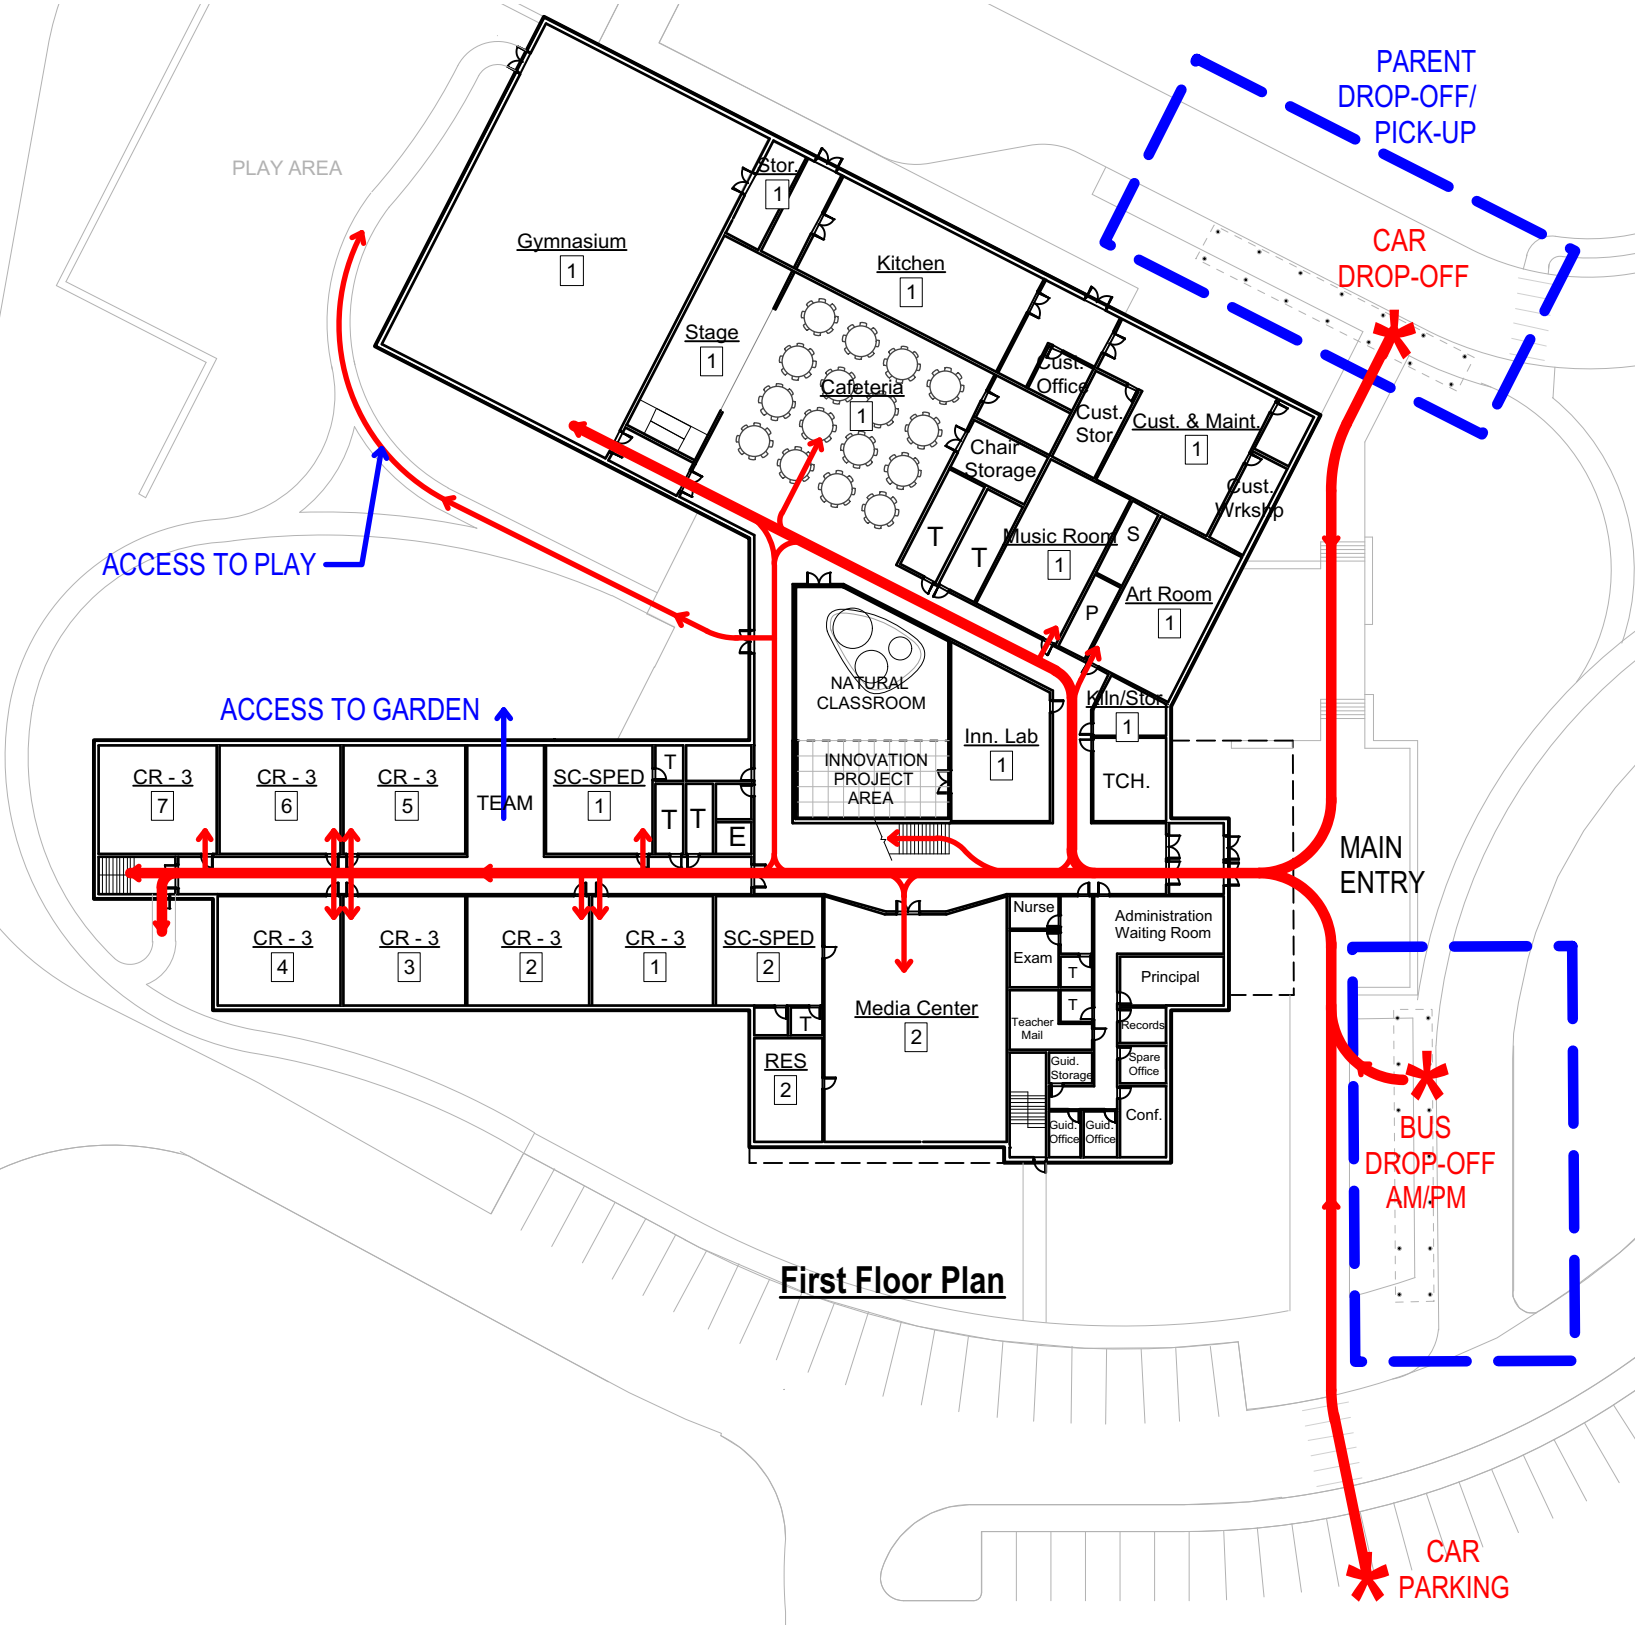 PARENT
DROP-OFF/
PICK-UP
PLAY AREA
Stor.
1
CAR
DROP-OFF
Gymnasium
1
Kitchen
1
Stage
1
Cust.
Office
Cafeteria
1
Cust.
Stor.
Cust. & Maint.
1
Chair
Storage
Cust.
Wrkshp
T
T
Music Room
1
S
ACCESS TO PLAY
Art Room
1
P
NATURAL
CLASSROOM
Kiln/Stor.
1
ACCESS TO GARDEN
Inn. Lab
1
INNOVATION
PROJECT
AREA
TCH.
CR - 3
7
CR - 3
6
CR - 3
5
TEAM
SC-SPED
1
T
T
T
E
MAIN
ENTRY
CR - 3
4
CR - 3
3
CR - 3
2
CR - 3
1
SC-SPED
2
Nurse
Administration
Waiting Room
Exam
T
Principal
Media Center
2
T
T
Teacher
Mail
Records
RES
2
Guid.
Storage
Spare
Office
Guid.
Office
Guid.
Office
Conf.
BUS
DROP-OFF
AM/PM
First Floor Plan
CAR
PARKING